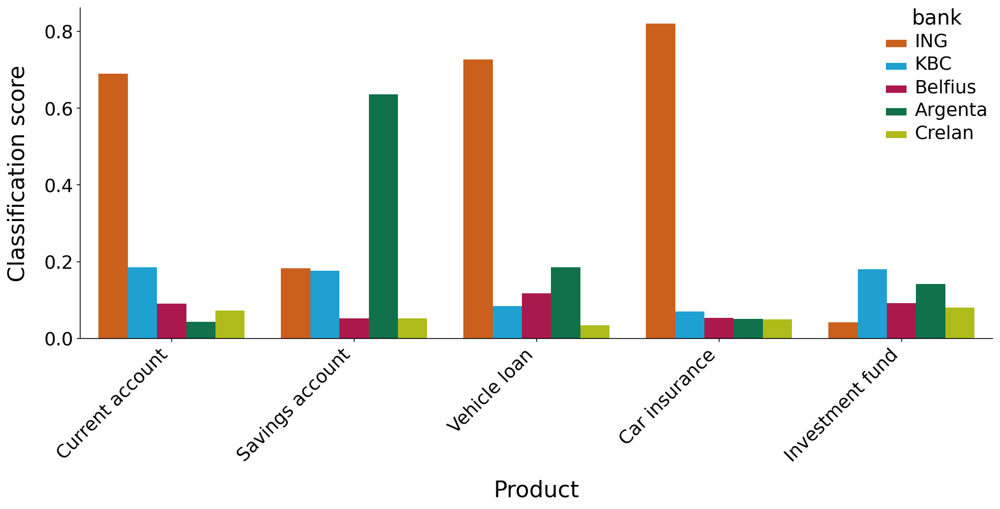 bank
ING
KBC
Belfius
Argenta
Crelan
Classification score
0.8
0.6
0.4
0.2
0.0
Current account
Savings account
Vehicle loan
Car insurance
Investment fund
Product